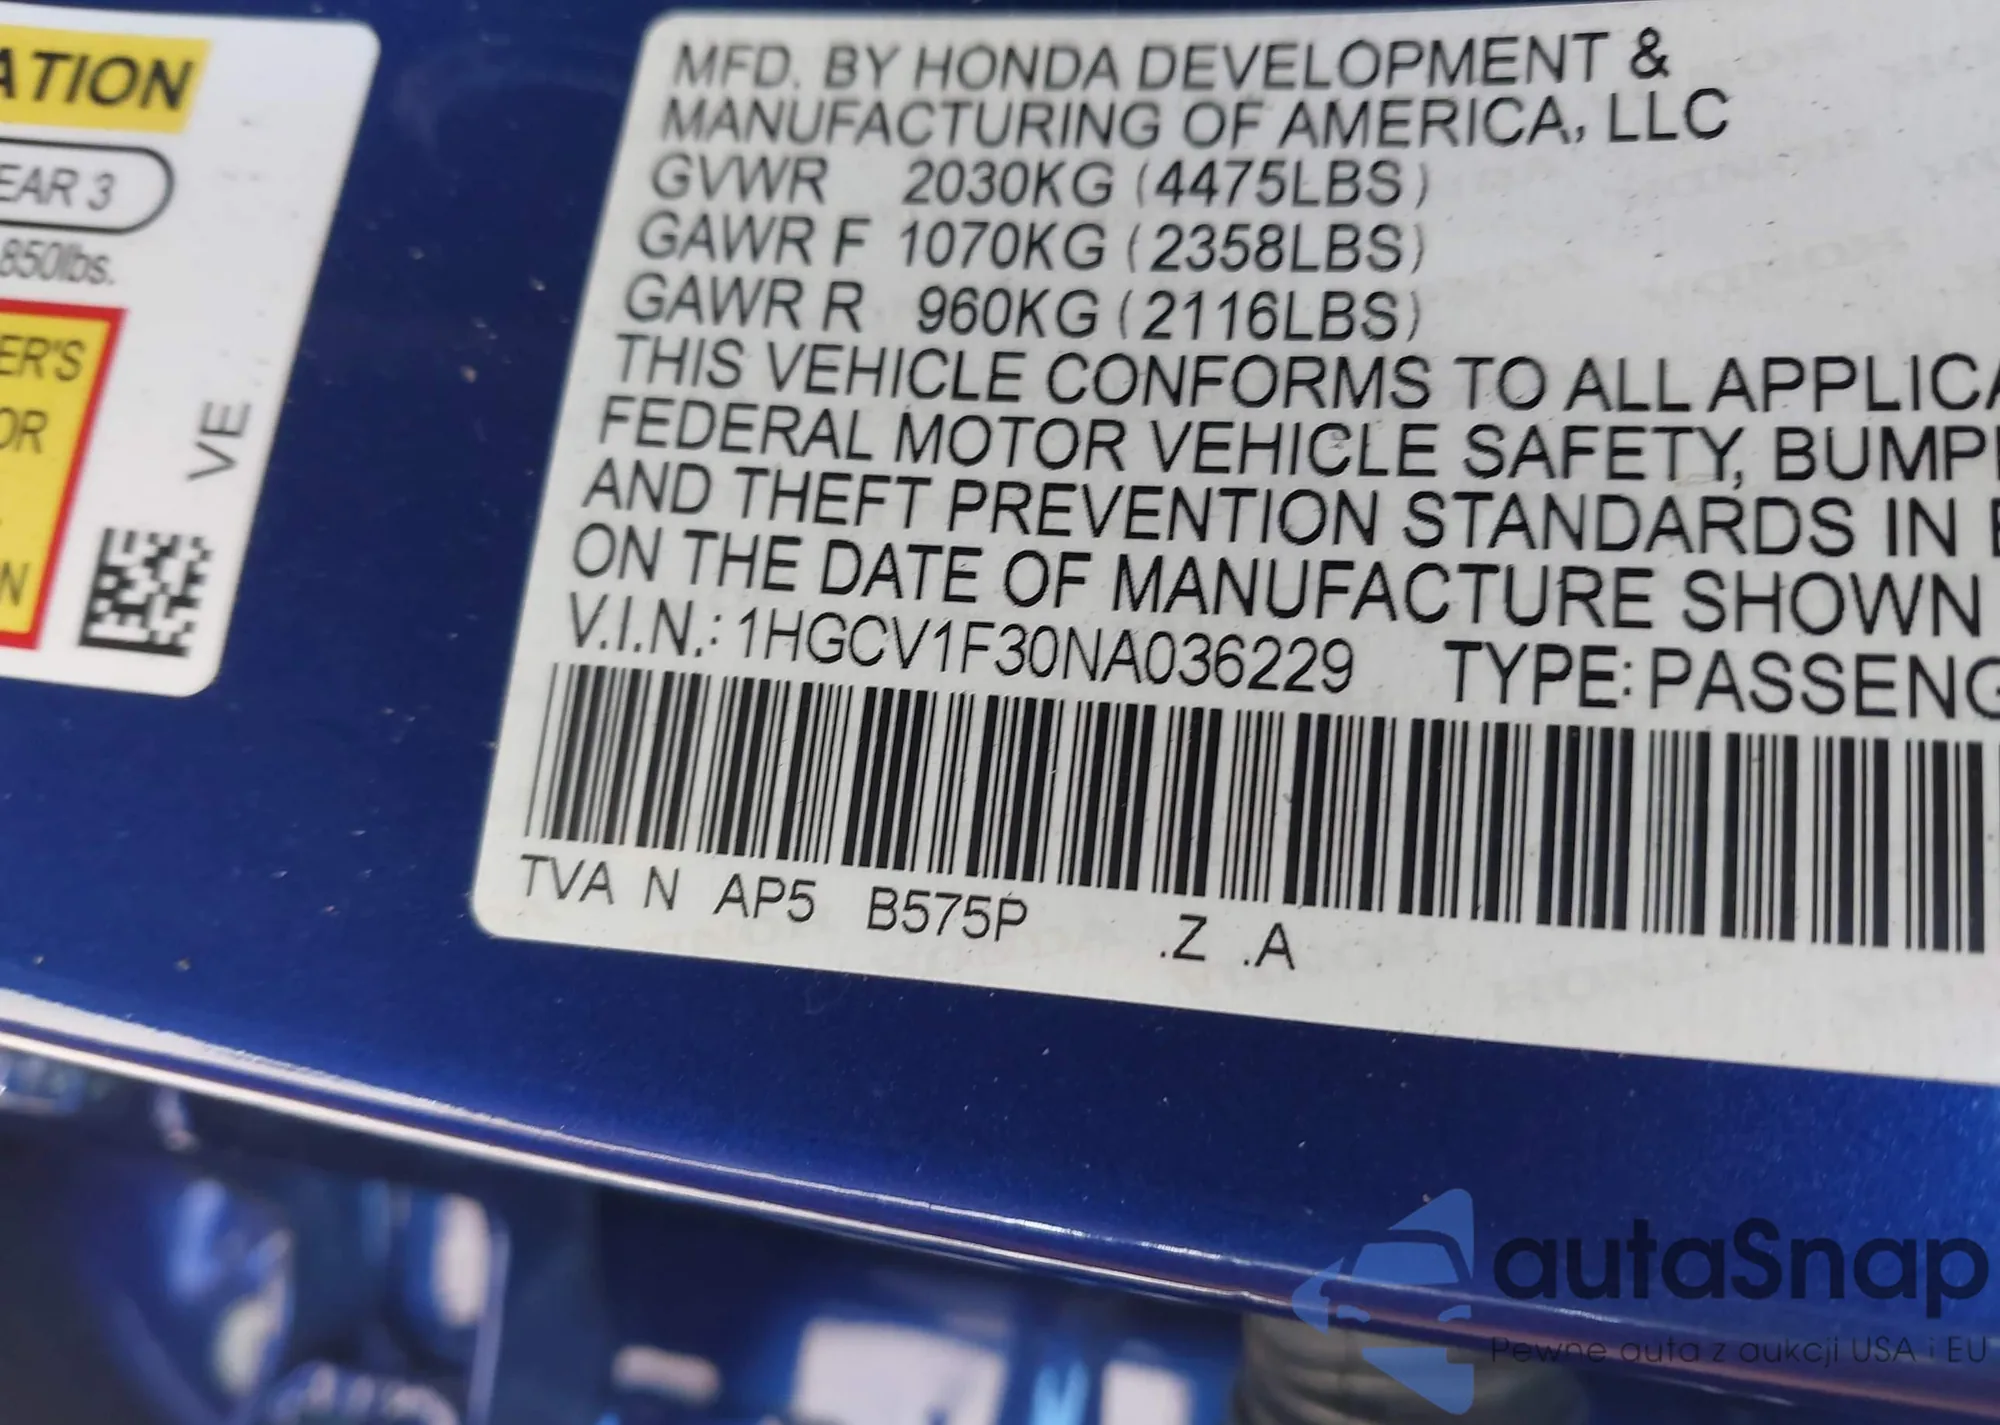 ATION
EAR 3
850lbs.
ER'S
OR
N
VE
MFD. BY HONDA DEVELOPMENT &
MANUFACTURING OF AMERICA, LLC
GVWR 2030KG (4475LBS)
GAWR F 1070KG (2358LBS)
GAWR R 960KG (2116LBS)
THIS VEHICLE CONFORMS TO ALL APPLICA
FEDERAL MOTOR VEHICLE SAFETY, BUMP
AND THEFT PREVENTION STANDARDS IN E
ON THE DATE OF MANUFACTURE SHOWN
V.I.N.: 1HGCV1F30NA036229 TYPE: PASSENG
TVA N AP5 B575P .Z .A
autaSnap
Pewne auta z aukcji USA i EU